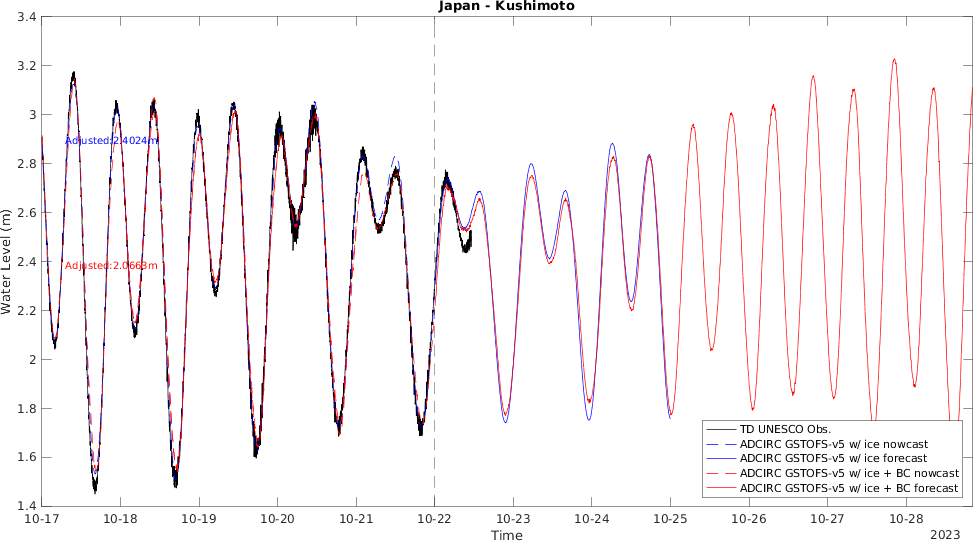 Japan - Kushimoto
3.4
3.2
3
2.8
2.6
2.4
2.2
2
1.8
1.6
1.4
Water Level (m)
Adjusted:2.4024m
Adjusted:2.0663m
TD UNESCO Obs.
ADCIRC GSTOFS-v5 w/ ice nowcast
ADCIRC GSTOFS-v5 w/ ice forecast
ADCIRC GSTOFS-v5 w/ ice + BC nowcast
ADCIRC GSTOFS-v5 w/ ice + BC forecast
10-17 10-18 10-19 10-20 10-21 10-22 10-23 10-24 10-25 10-26 10-27 10-28
Time
2023